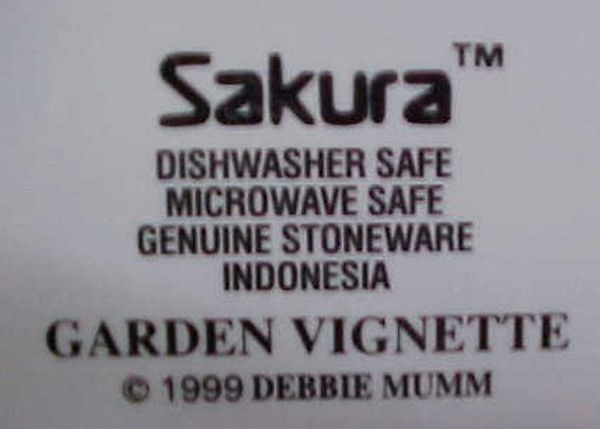 Sakura™
DISHWASHER SAFE
MICROWAVE SAFE
GENUINE STONEWARE
INDONESIA
GARDEN VIGNETTE
© 1999 DEBBIE MUMM